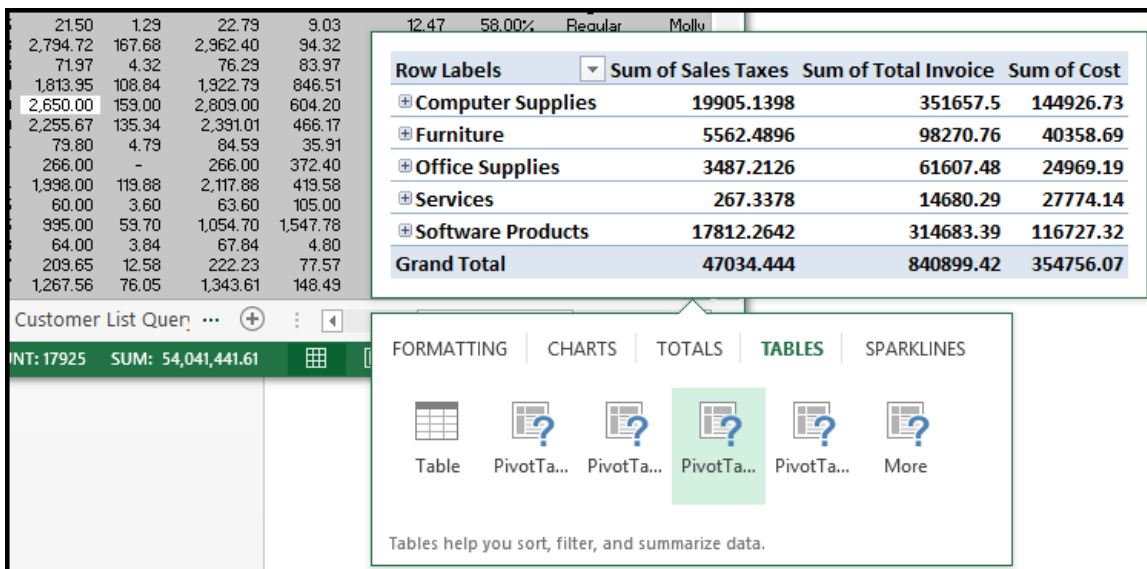 21.50 1.29 22.79 9.03 12.47 58.00% Regular Molly
2,794.72 167.68 2,962.40 94.32
71.97 4.32 76.29 83.97
1,813.95 108.84 1,922.79 846.51
2,650.00 159.00 2,809.00 604.20
2,255.67 135.34 2,391.01 466.17
79.80 4.79 84.59 35.91
266.00 - 266.00 372.40
1,998.00 119.88 2,117.88 419.58
60.00 3.60 63.60 105.00
995.00 59.70 1,054.70 1,547.78
64.00 3.84 67.84 4.80
209.65 12.58 222.23 77.57
1,267.56 76.05 1,343.61 148.49
Row Labels Sum of Sales Taxes Sum of Total Invoice Sum of Cost
Computer Supplies 19905.1398 351657.5 144926.73
Furniture 5562.4896 98270.76 40358.69
Office Supplies 3487.2126 61607.48 24969.19
Services 267.3378 14680.29 27774.14
Software Products 17812.2642 314683.39 116727.32
Grand Total 47034.444 840899.42 354756.07
Customer List Query ...
NT: 17925 SUM: 54,041,441.61
FORMATTING CHARTS TOTALS TABLES SPARKLINES
Table PivotTa... PivotTa... PivotTa... PivotTa... More
Tables help you sort, filter, and summarize data.